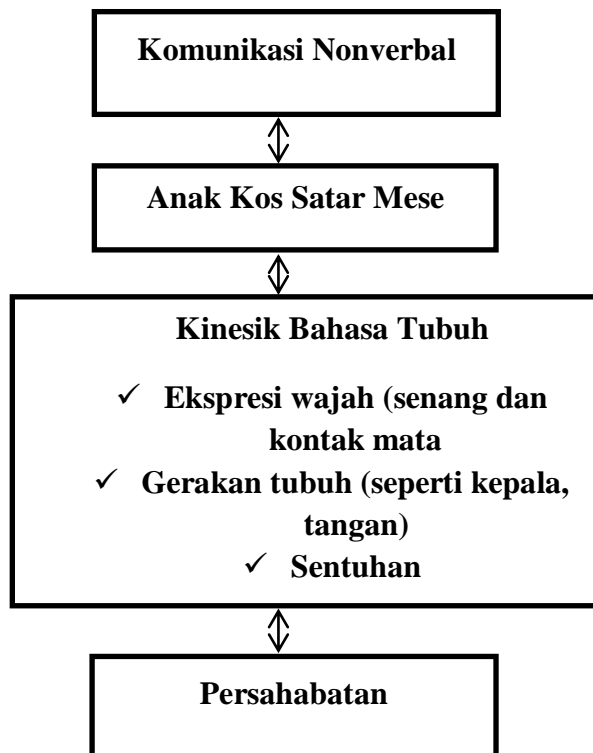 Komunikasi Nonverbal
Anak Kos Satar Mese
Kinesik Bahasa Tubuh
✓ Ekspresi wajah (senang dan
kontak mata
✓ Gerakan tubuh (seperti kepala,
tangan)
✓ Sentuhan
Persahabatan